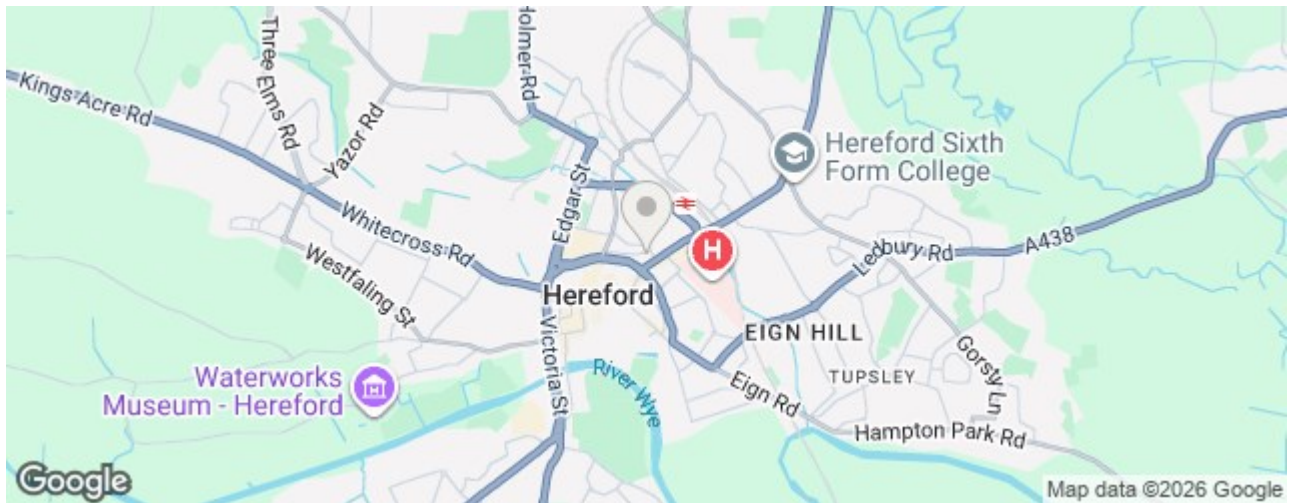 Holmer Rd
Three Elms Rd
Kings Acre Rd
Yazor Rd
Hereford Sixth
Form College
Edgar St
Whitecross Rd
H
A438
Ledbury Rd
Westfaling St
Hereford
Victoria St
EIGN HILL
Gorsty Ln
Waterworks
Museum - Hereford
River Wye
Eign Rd
TUPSLEY
Hampton Park Rd
Google
Map data ©2026 Google